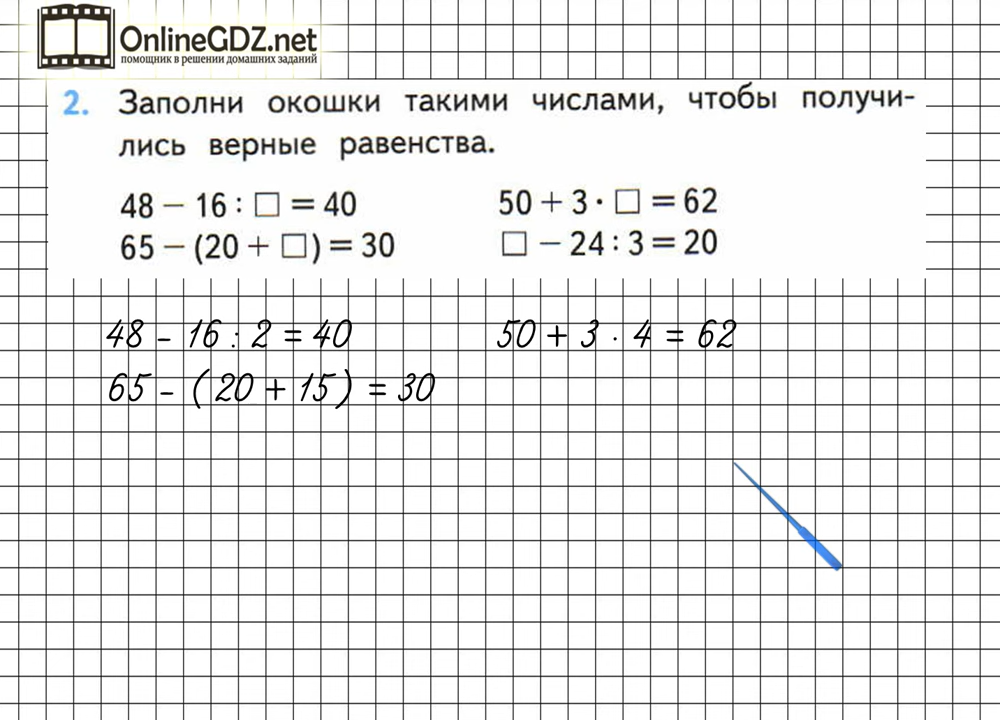 OnlineGDZ.net
помощник в решении домашних заданий
2. Заполни окошки такими числами, чтобы получи-
лись верные равенства.
48 − 16 : □ = 40
65 − (20 + □) = 30
50 + 3 · □ = 62
□ − 24 : 3 = 20
48 - 16 : 2 = 40
65 - (20 + 15) = 30
50 + 3 · 4 = 62